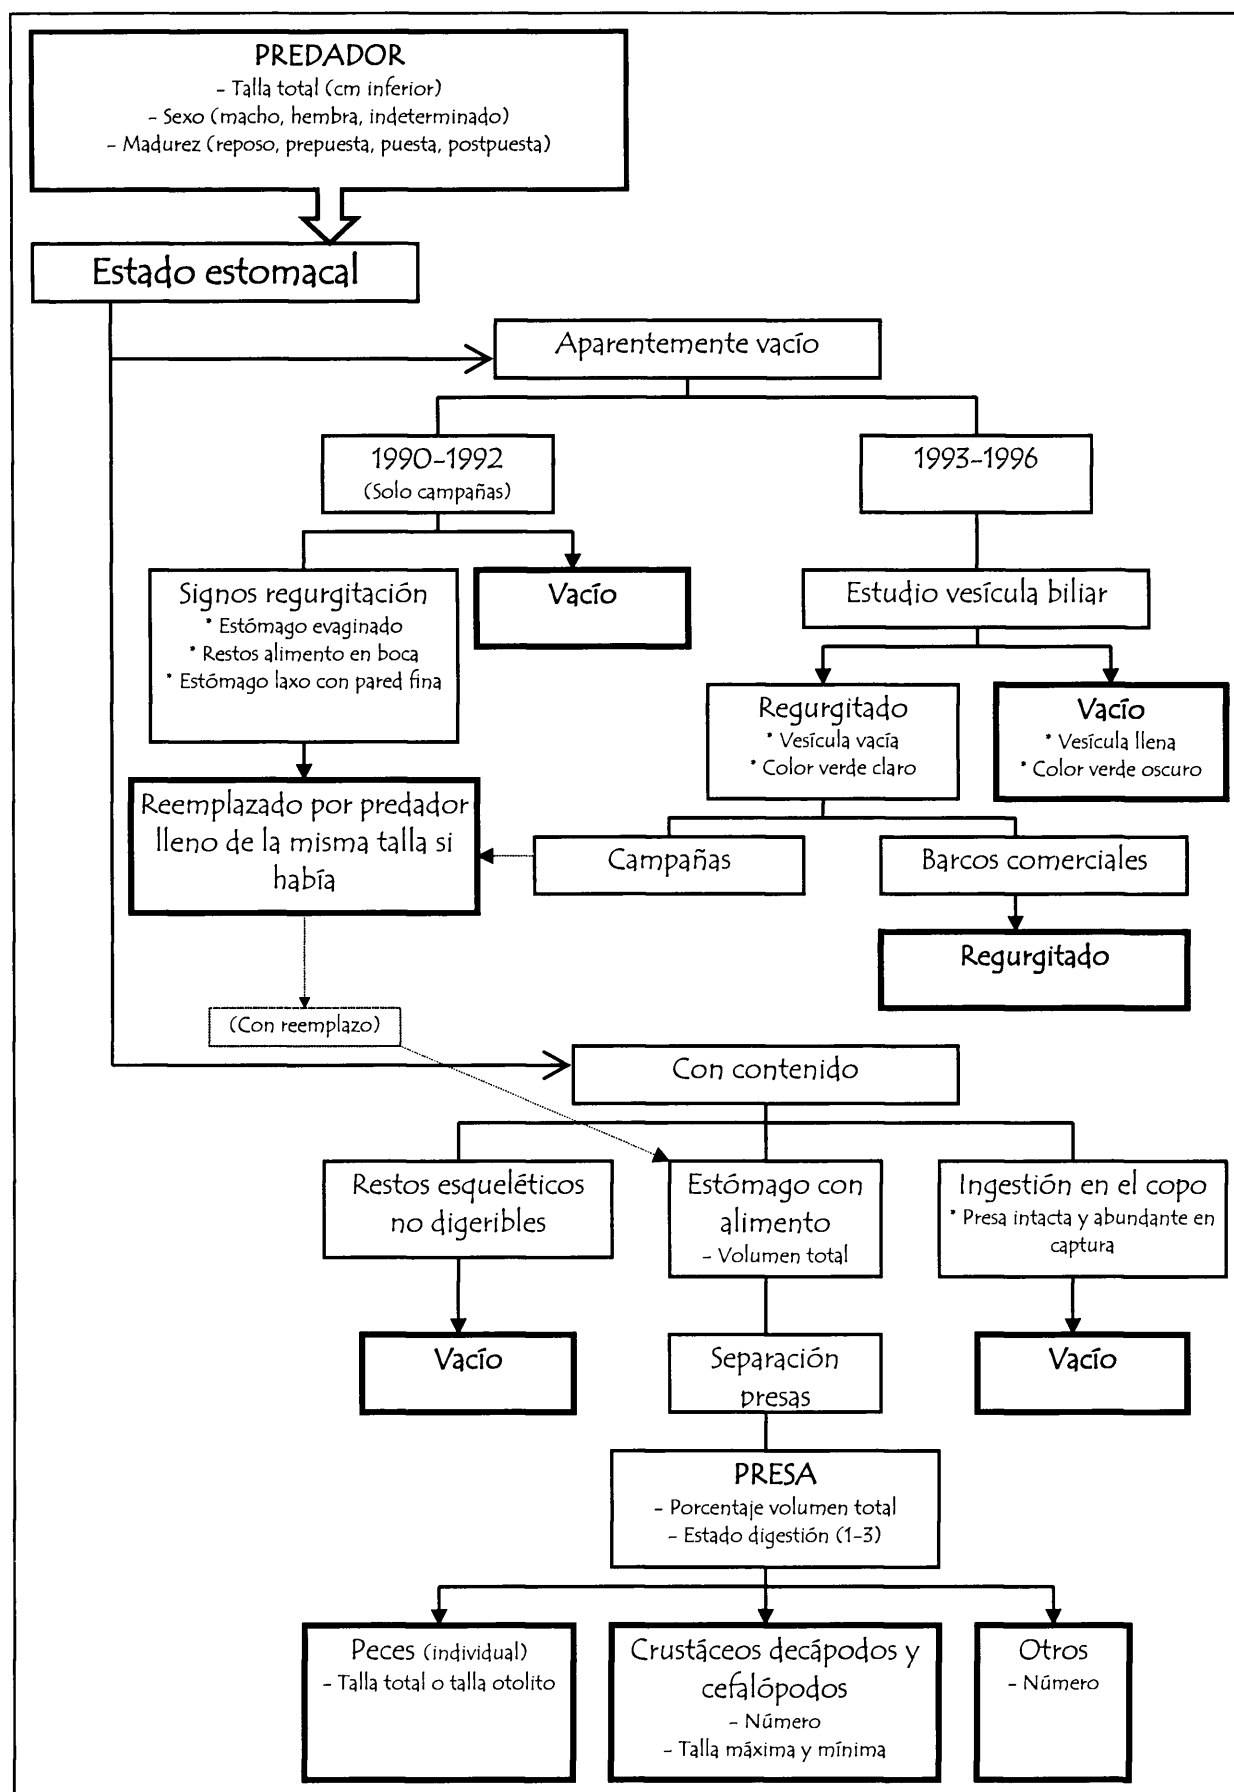 PREDADOR
- Talla total (cm inferior)
- Sexo (macho, hembra, indeterminado)
- Madurez (reposo, prepuesta, puesta, postpuesta)
Estado estomacal
Aparentemente vacío
1990-1992
(Solo campañas)
1993-1996
Signos regurgitación
* Estómago evaginado
* Restos alimento en boca
* Estómago laxo con pared fina
Vacío
Estudio vesícula biliar
Regurgitado
* Vesícula vacía
* Color verde claro
Vacío
* Vesícula llena
* Color verde oscuro
Reemplazado por predador
lleno de la misma talla si
había
Campañas
Barcos comerciales
Regurgitado
(Con reemplazo)
Con contenido
Restos esqueléticos
no digeribles
Estómago con
alimento
- Volumen total
Ingestión en el copo
* Presa intacta y abundante en
captura
Vacío
Separación
presas
Vacío
PRESA
- Porcentaje volumen total
- Estado digestión (1-3)
Peces (individual)
- Talla total o talla otolito
Crustáceos decápodos y
cefalópodos
- Número
- Talla máxima y mínima
Otros
- Número